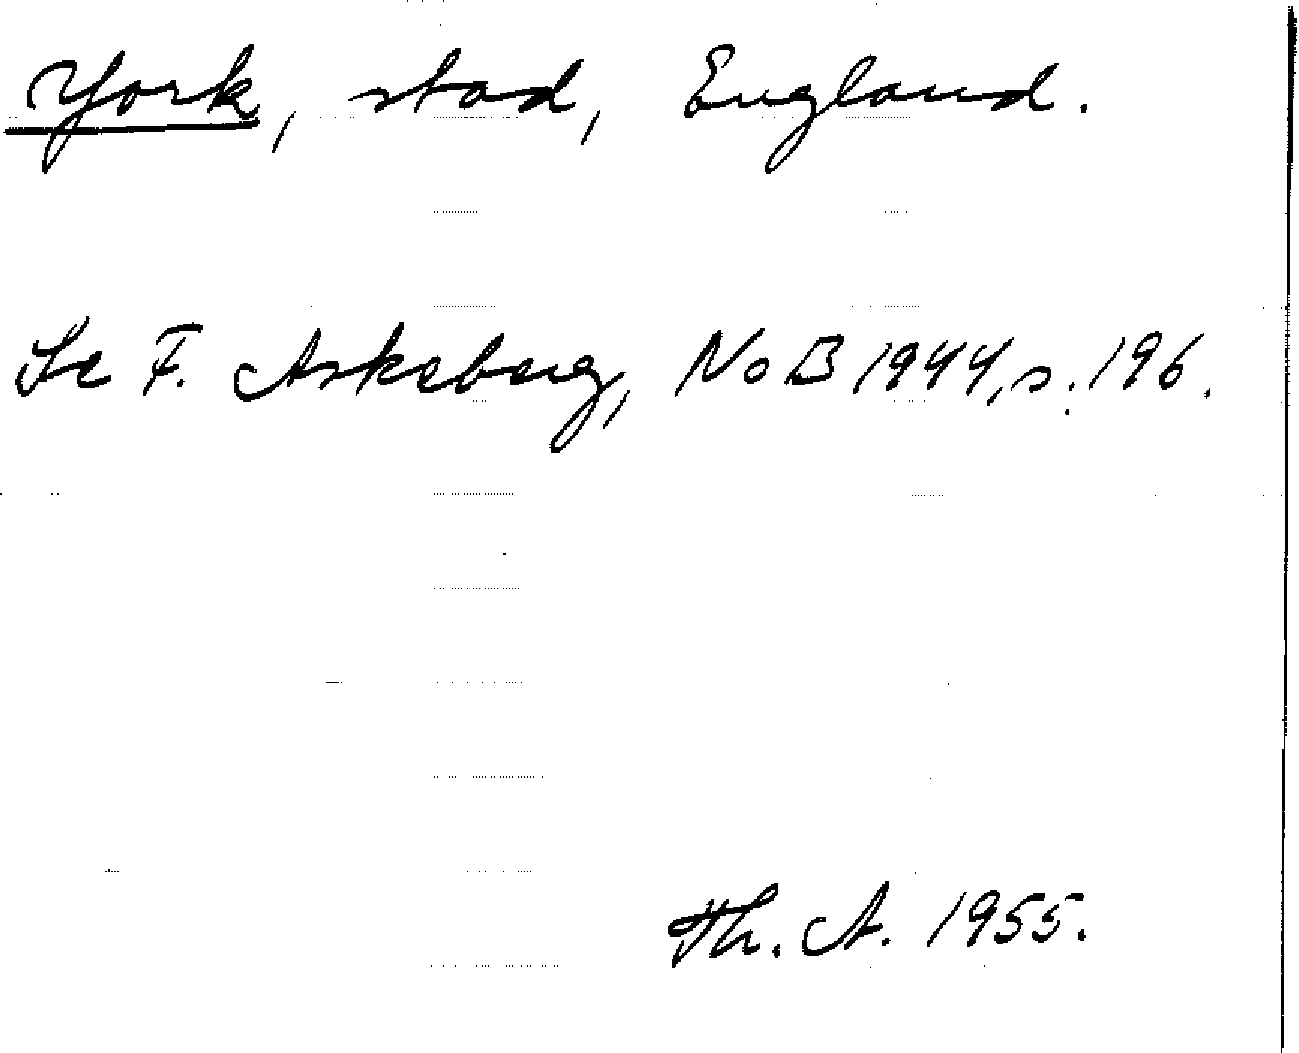 York, stad, England.
Se F. Askeberg, NoB 1944, s. 196.
Th. A. 1955.